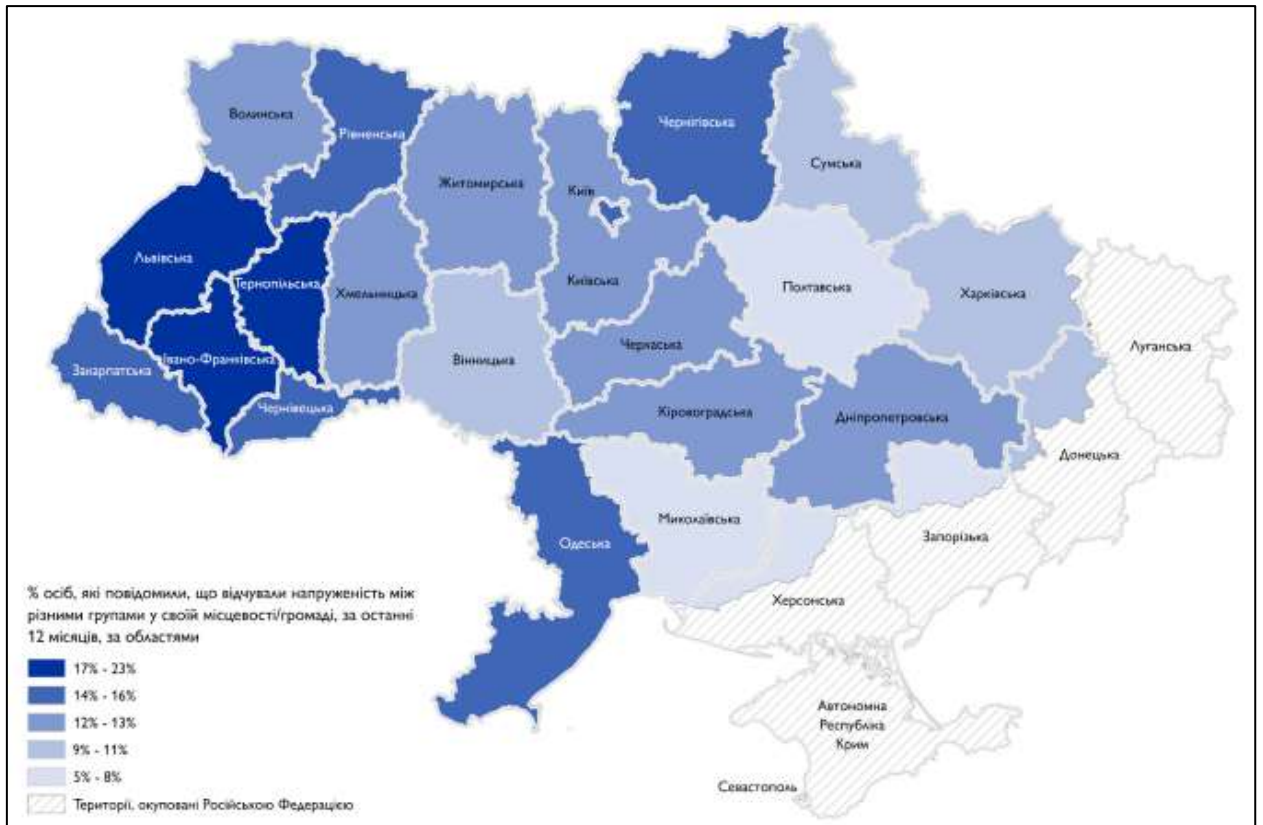 Волинська
Рівненська
Чернігівська
Сумська
Житомирська
Київ
Львівська
Тернопільська
Хмельницька
Київська
Полтавська
Харківська
Луганська
Івано-Франківська
Закарпатська
Вінницька
Черкаська
Чернівецька
Кіровоградська
Дніпропетровська
Донецька
Миколаївська
Запорізька
Одеська
Херсонська
% осіб, які повідомили, що відчували напруженість між
різними групами у своїй місцевості/громаді, за останні
12 місяців, за областями
17% - 23%
14% - 16%
12% - 13%
9% - 11%
5% - 8%
Території, окуповані Російською Федерацією
Автономна
Республіка
Крим
Севастополь